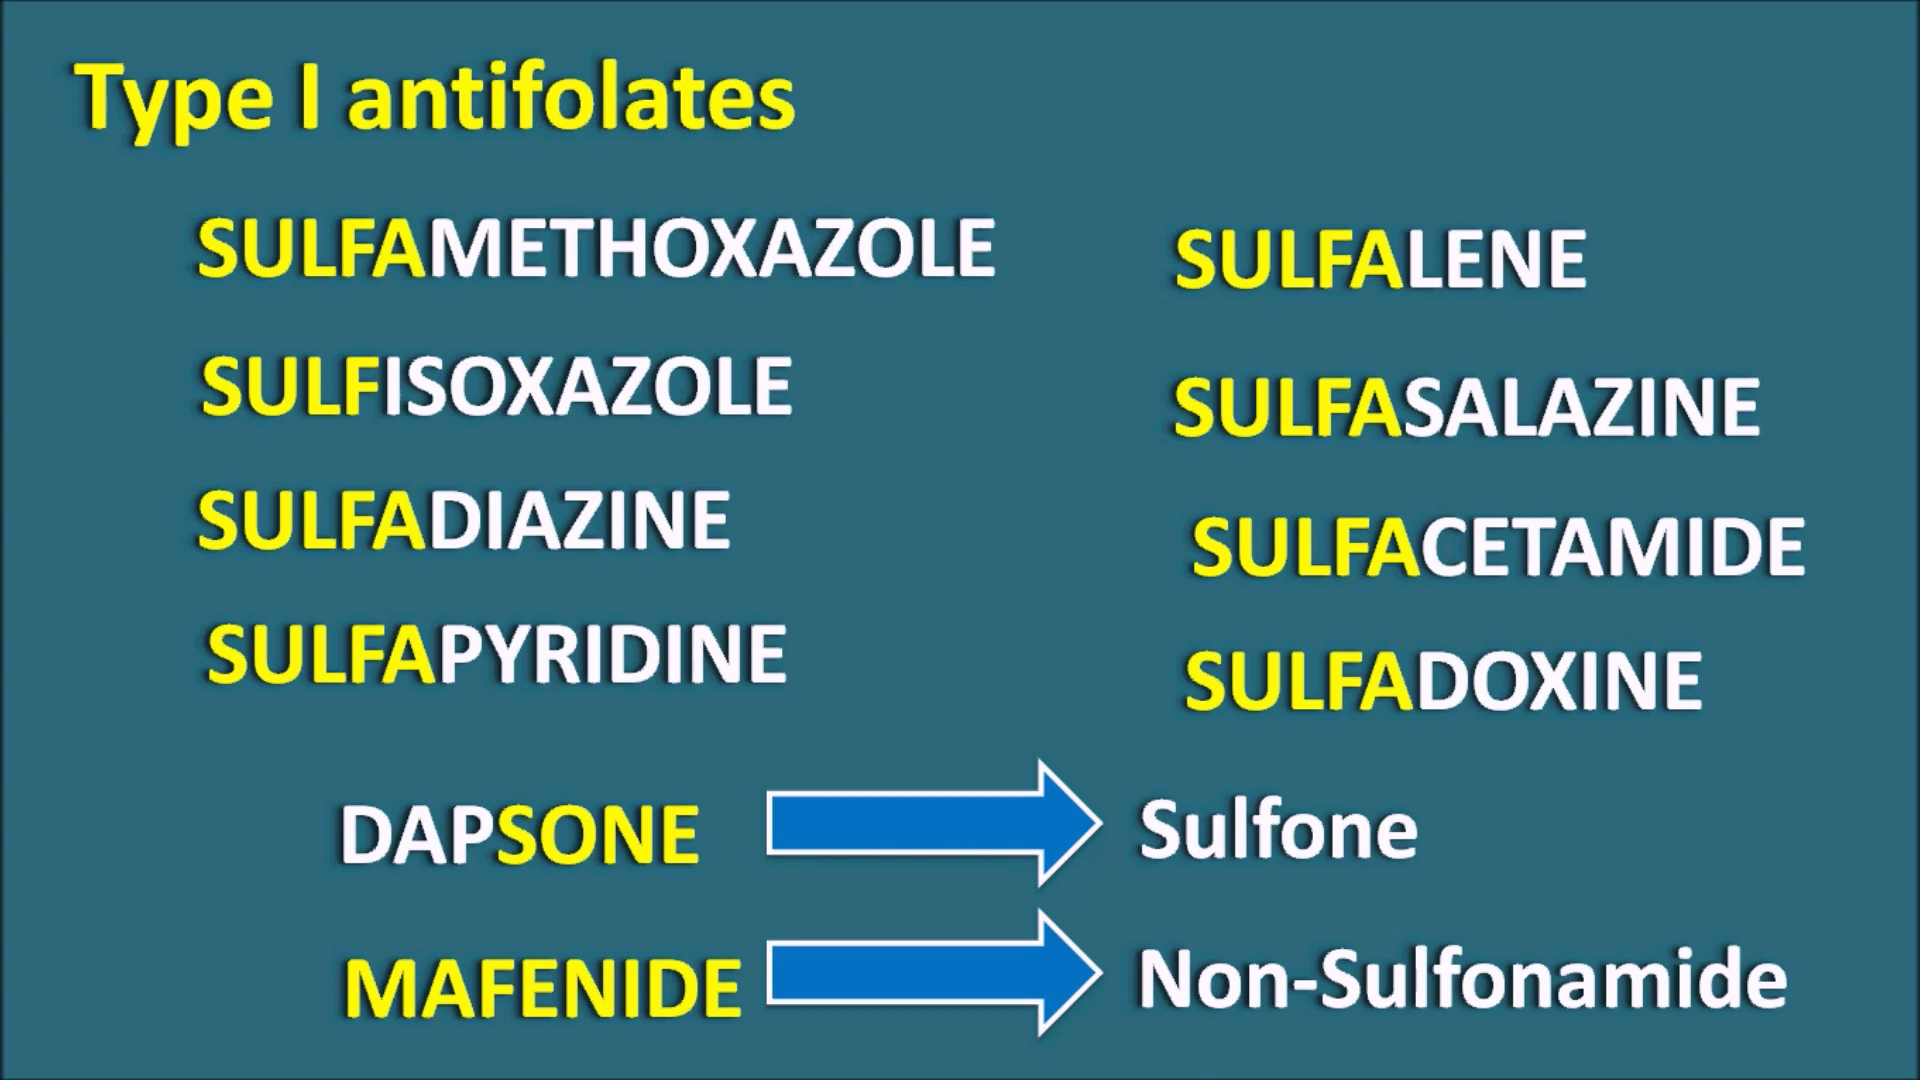 Type I antifolates
SULFAMETHOXAZOLE
SULFISOXAZOLE
SULFADIAZINE
SULFAPYRIDINE
SULFALENE
SULFASALAZINE
SULFACETAMIDE
SULFADOXINE
DAPSONE Sulfone
MAFENIDE Non-Sulfonamide